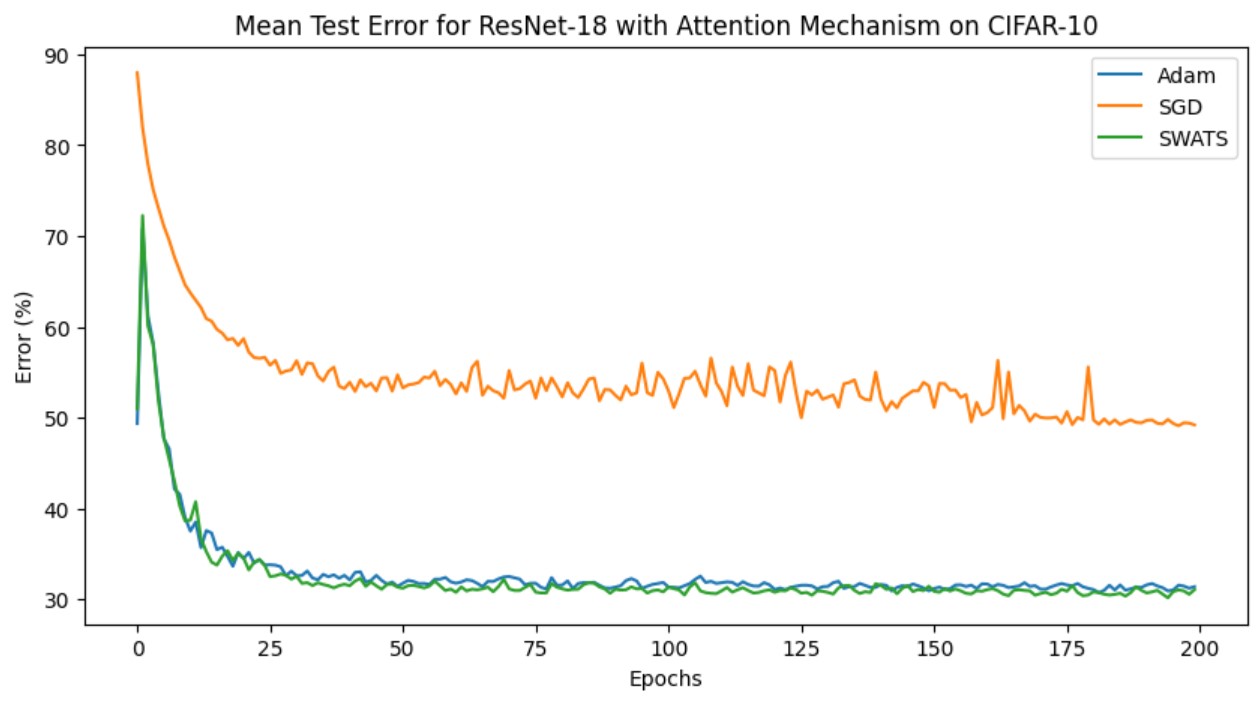 Mean Test Error for ResNet-18 with Attention Mechanism on CIFAR-10
Adam
SGD
SWATS
Error (%)
90
80
70
60
50
40
30
0 25 50 75 100 125 150 175 200
Epochs